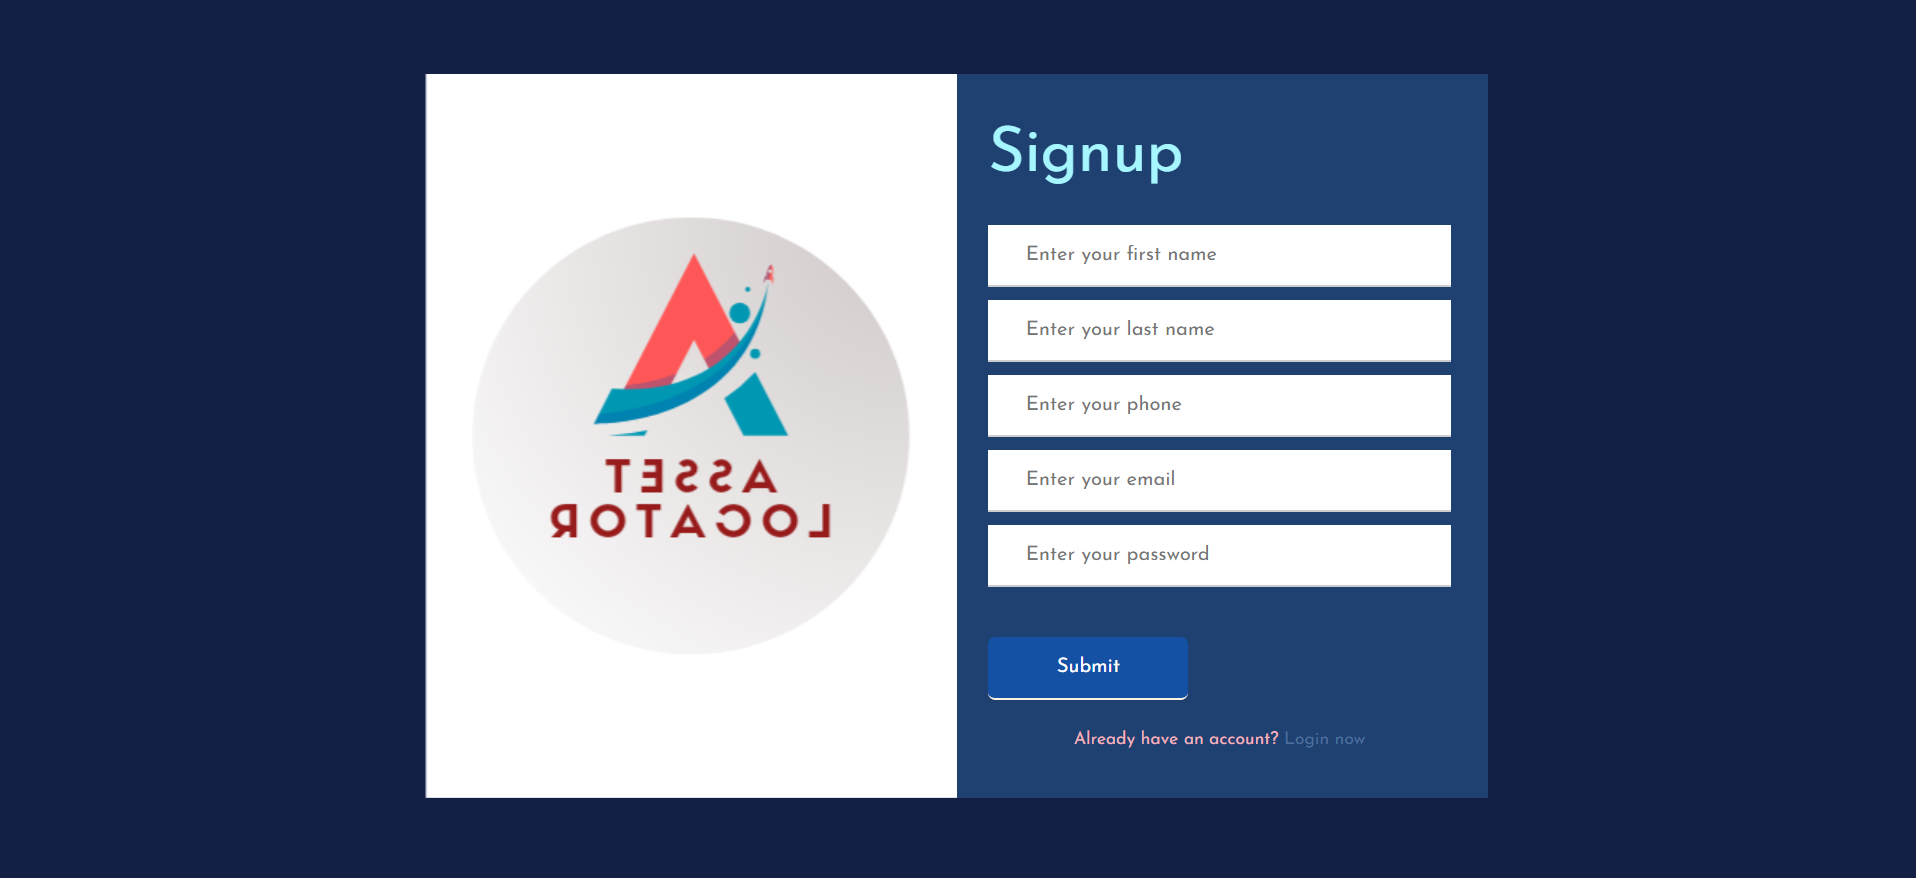 ASSET
LOCATOR
Signup
Enter your first name
Enter your last name
Enter your phone
Enter your email
Enter your password
Submit
Already have an account? Login now